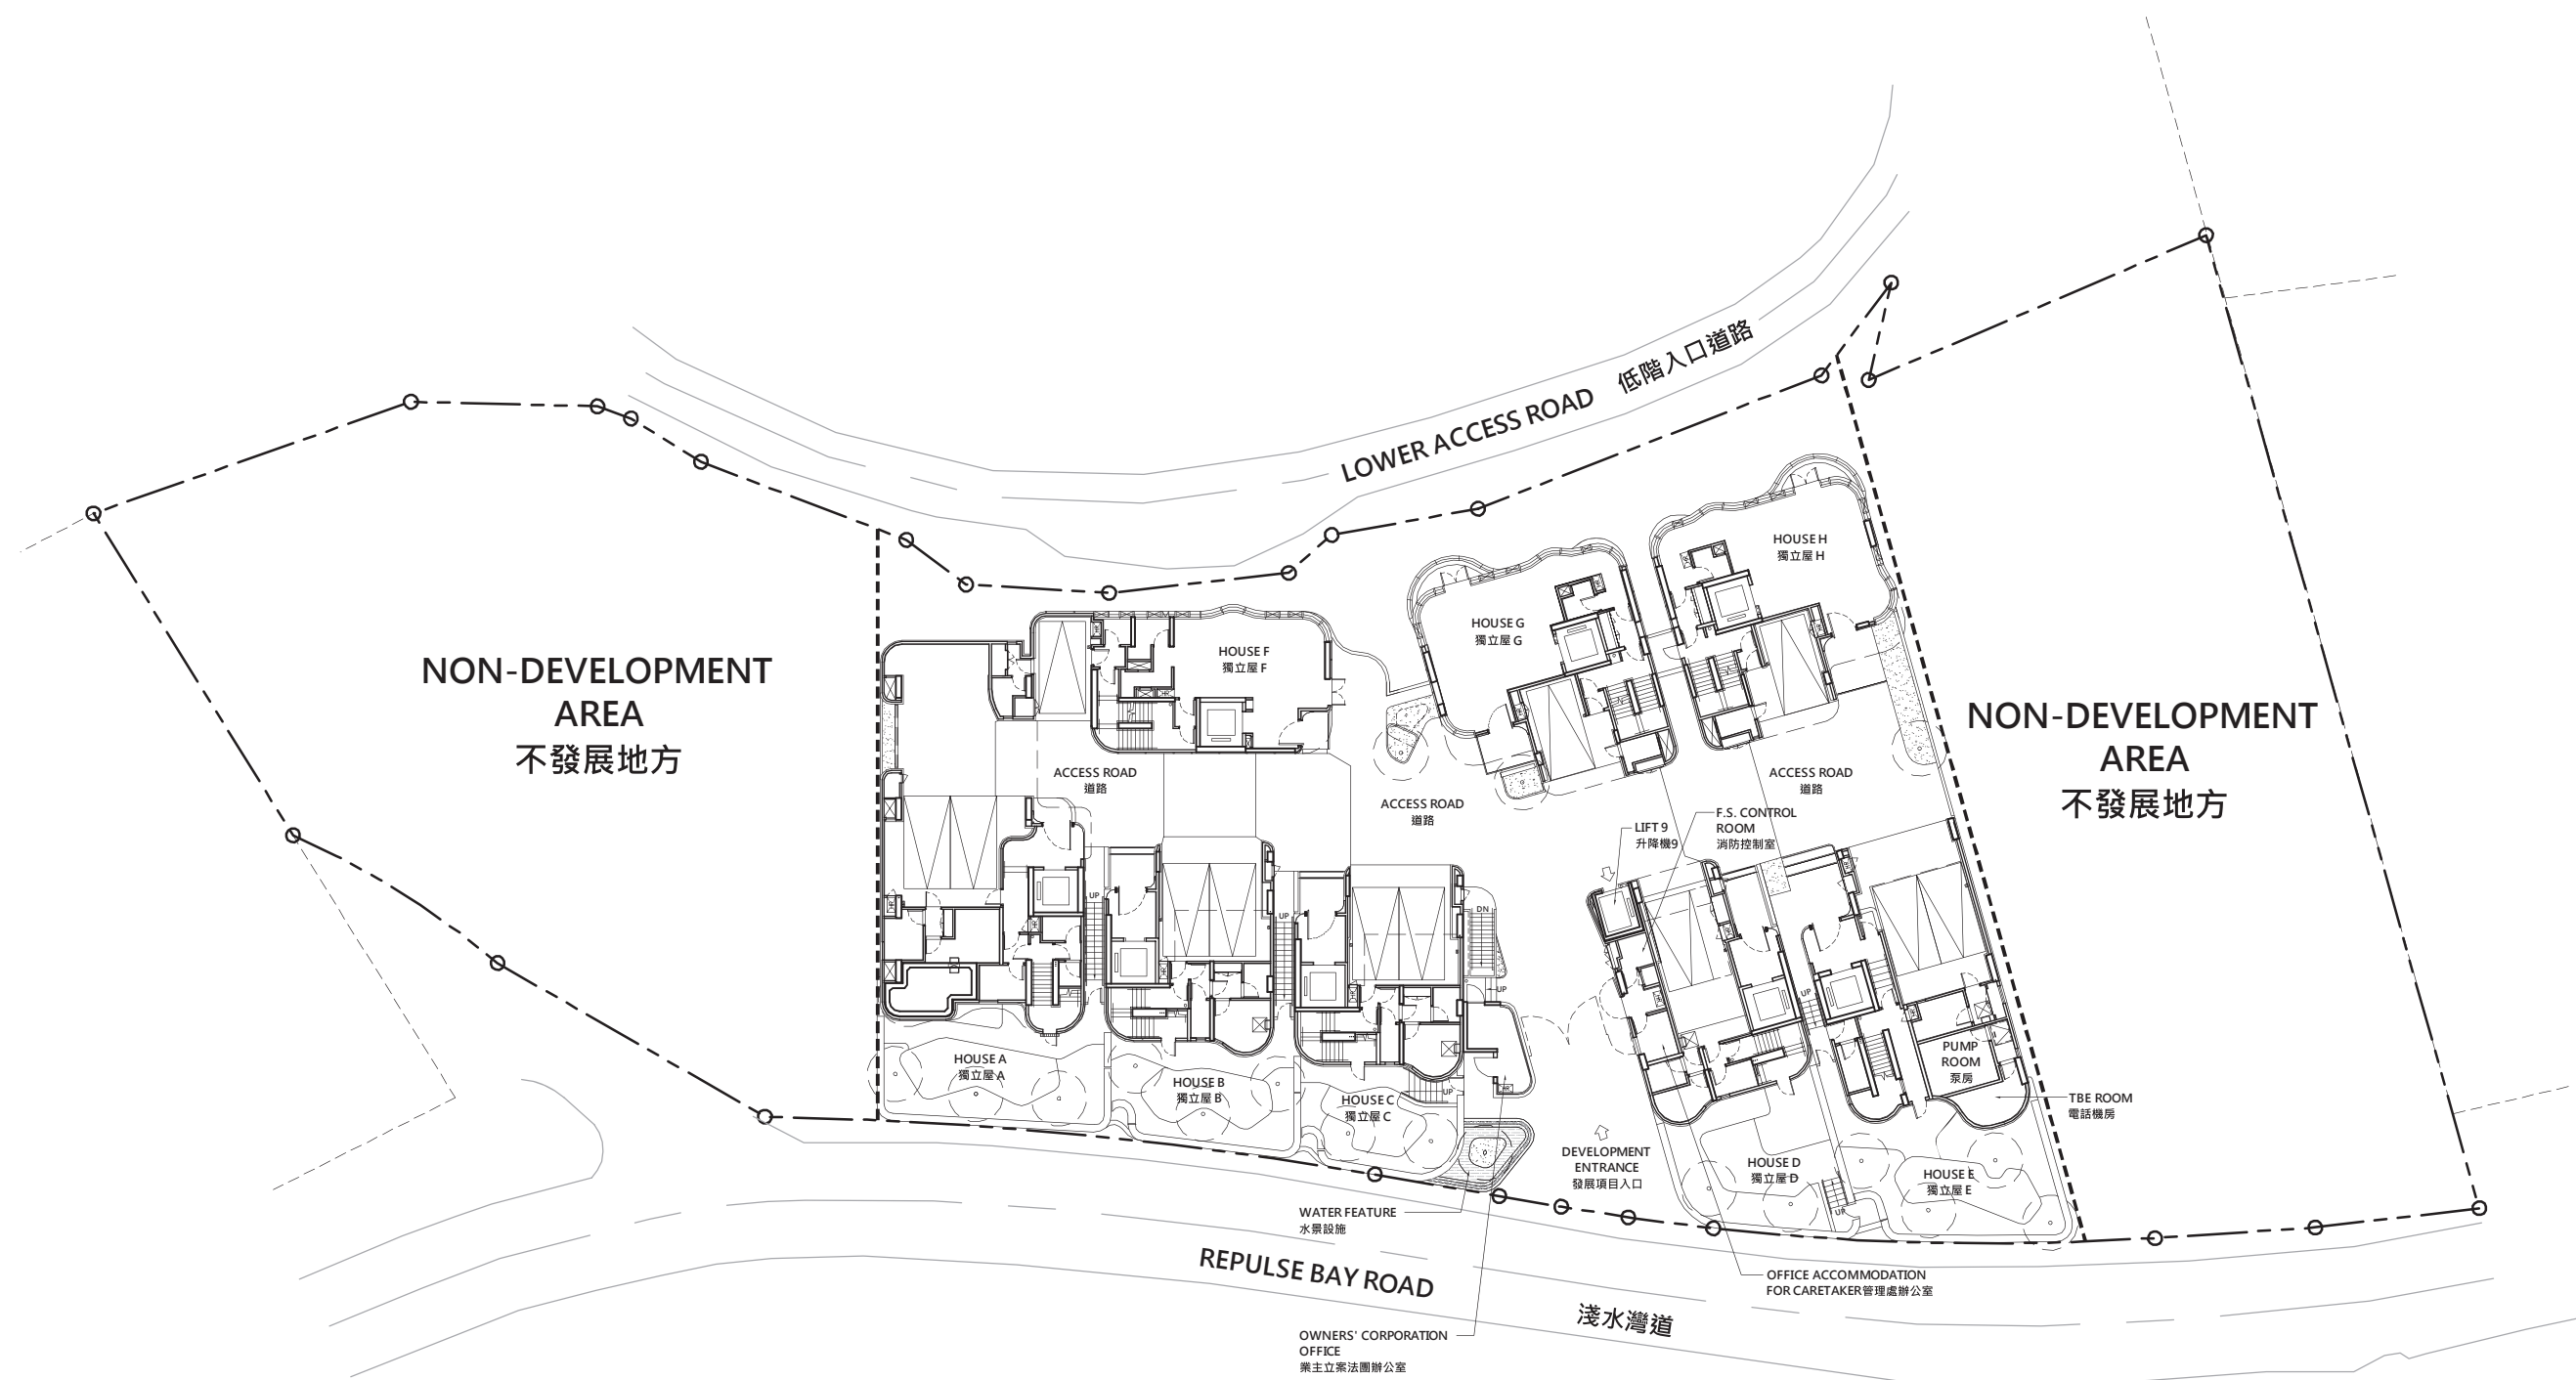 LOWER ACCESS ROAD 低階入口道路
HOUSE H
獨立屋 H
HOUSE G
獨立屋 G
HOUSE F
獨立屋 F
NON-DEVELOPMENT
AREA
不發展地方
NON-DEVELOPMENT
AREA
不發展地方
ACCESS ROAD
道路
ACCESS ROAD
道路
ACCESS ROAD
道路
LIFT 9
升降機9
F.S. CONTROL
ROOM
消防控制室
UP
UP
DN
UP
UP
UP
UP
HOUSE A
獨立屋 A
HOUSE B
獨立屋 B
HOUSE C
獨立屋 C
PUMP
ROOM
泵房
TBE ROOM
電話機房
DEVELOPMENT
ENTRANCE
發展項目入口
HOUSE D
獨立屋 D
HOUSE E
獨立屋 E
WATER FEATURE
水景設施
REPULSE BAY ROAD
淺水灣道
OFFICE ACCOMMODATION
FOR CARETAKER管理處辦公室
OWNERS' CORPORATION
OFFICE
業主立案法團辦公室